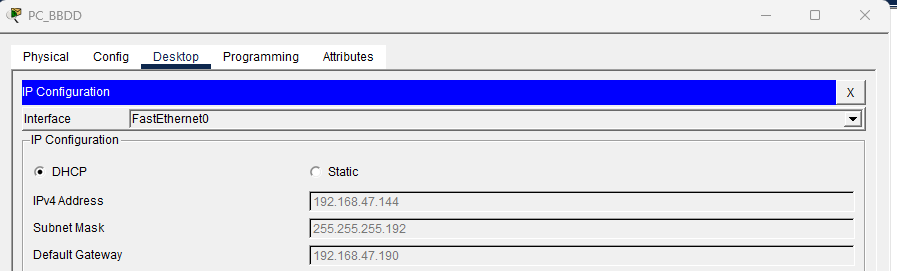 PC_BBDD
Physical Config Desktop Programming Attributes
IP Configuration X
Interface FastEthernet0
IP Configuration
DHCP Static
IPv4 Address 192.168.47.144
Subnet Mask 255.255.255.192
Default Gateway 192.168.47.190